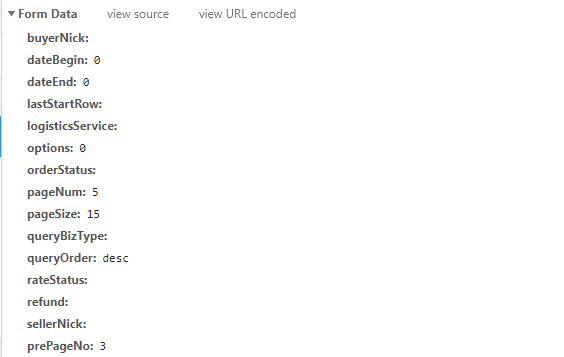 Form Data view source view URL encoded
buyerNick:
dateBegin: 0
dateEnd: 0
lastStartRow:
logisticsService:
options: 0
orderStatus:
pageNum: 5
pageSize: 15
queryBizType:
queryOrder: desc
rateStatus:
refund:
sellerNick:
prePageNo: 3